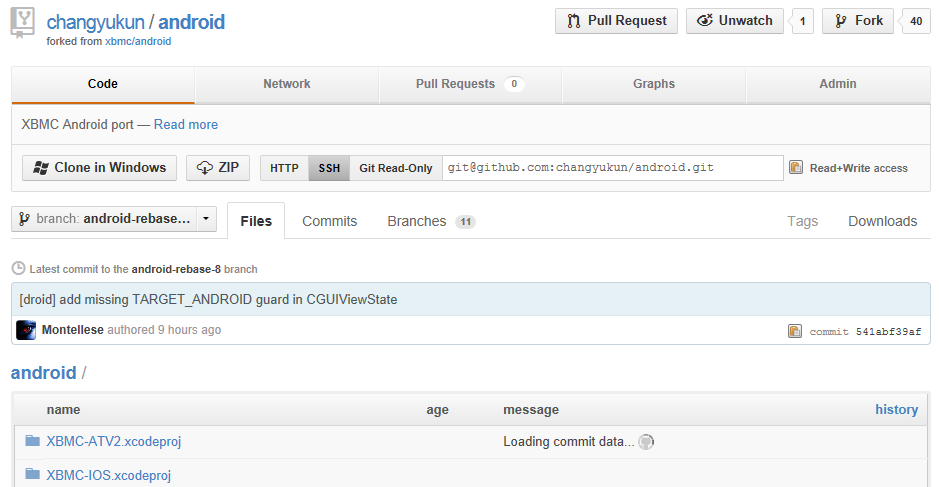 changyukun / android
Pull Request Unwatch 1 Fork 40
forked from xbmc/android
Code Network Pull Requests 0 Graphs Admin
XBMC Android port — Read more
Clone in Windows ZIP HTTP SSH Git Read-Only git@github.com:changyukun/android.git Read+Write access
branch: android-rebase... Files Commits Branches 11 Tags Downloads
Latest commit to the android-rebase-8 branch
[droid] add missing TARGET_ANDROID guard in CGUIViewState
Montellese authored 9 hours ago commit 541abf39af
android /
name age message history
XBMC-ATV2.xcodeproj Loading commit data...
XBMC-IOS.xcodeproj